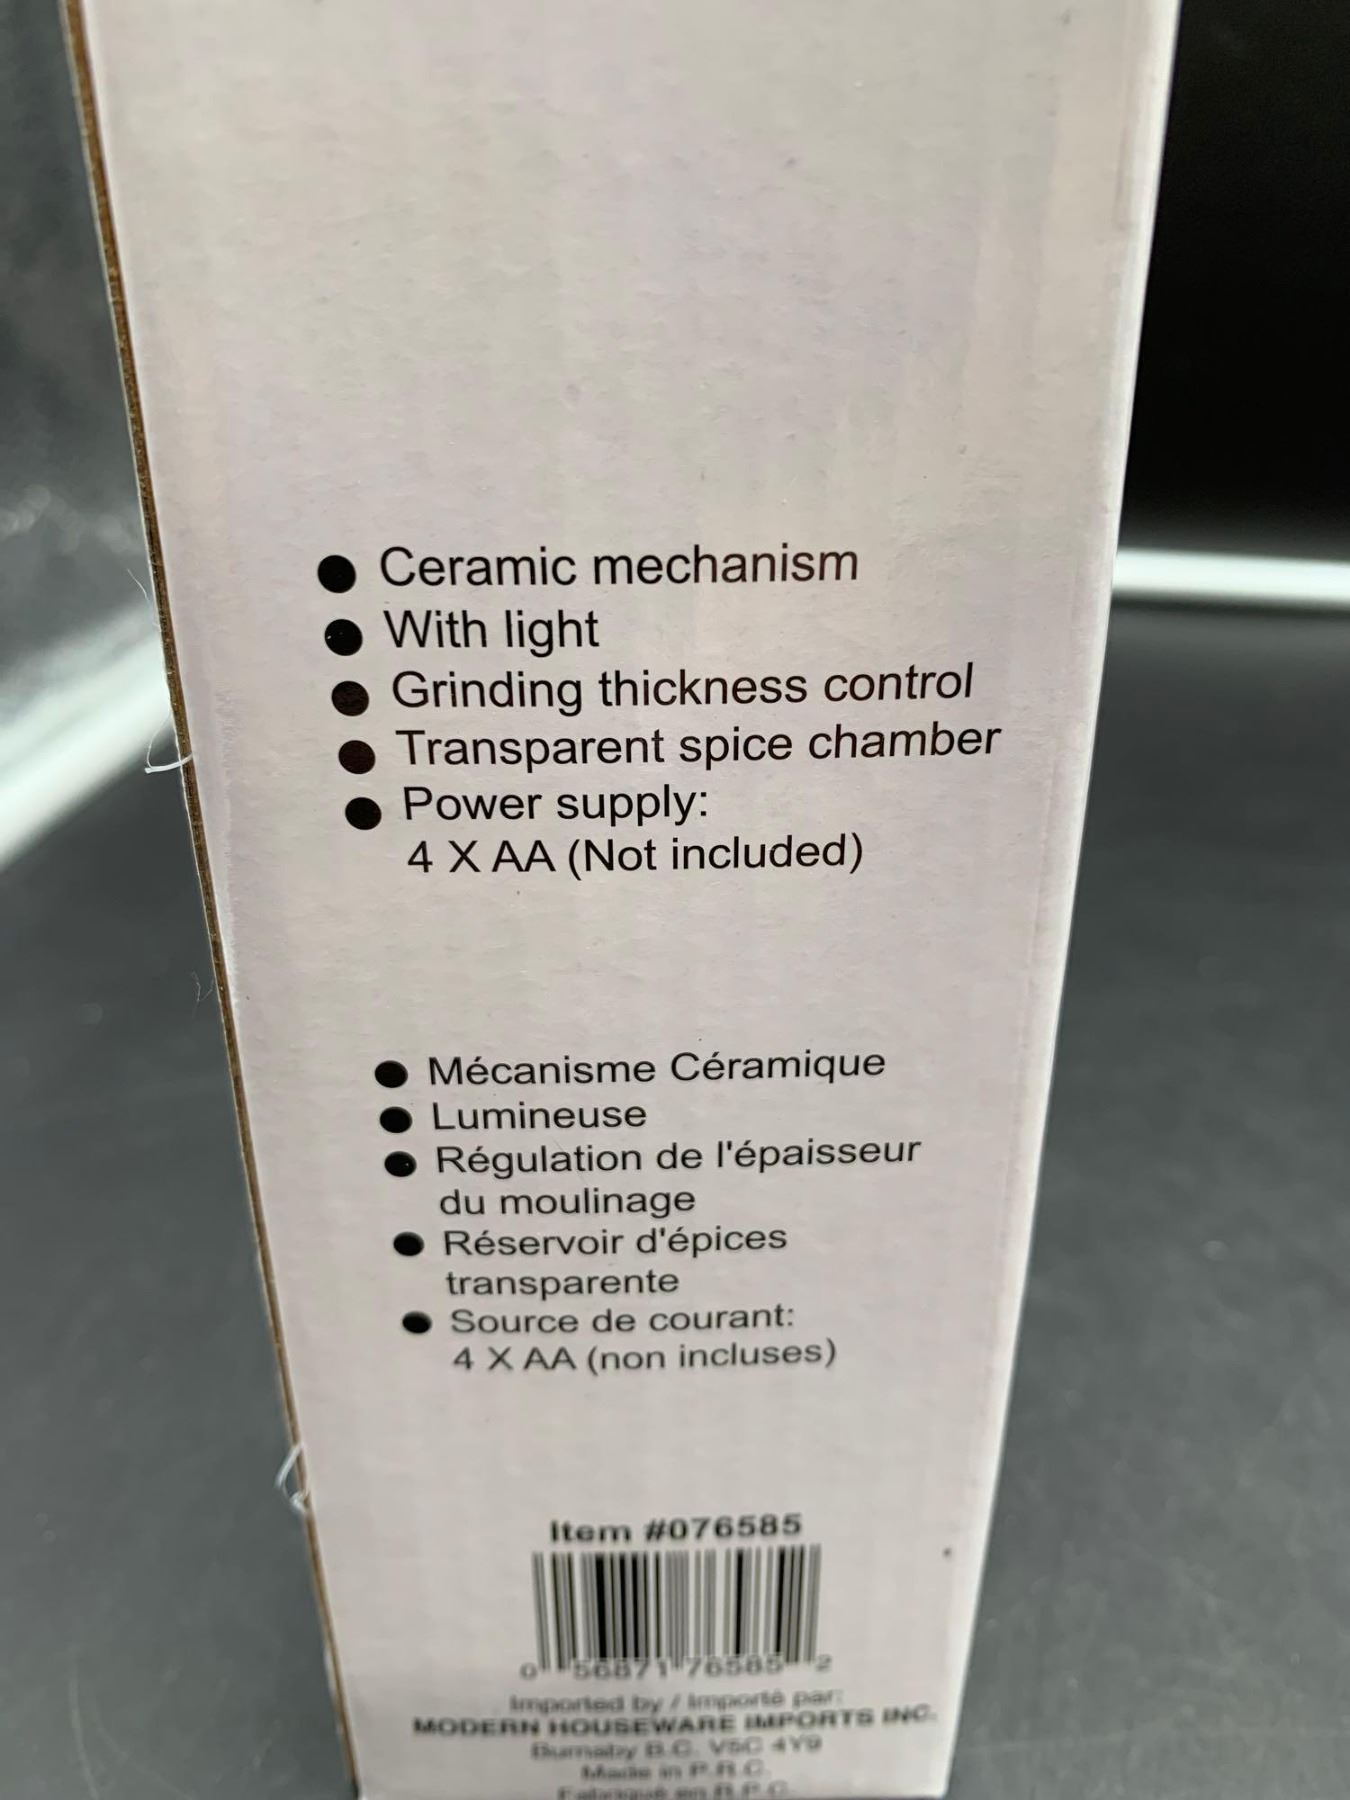 ● Ceramic mechanism
● With light
● Grinding thickness control
● Transparent spice chamber
● Power supply:
4 X AA (Not included)
● Mécanisme Céramique
● Lumineuse
● Régulation de l'épaisseur
du moulinage
● Réservoir d'épices
transparente
● Source de courant:
4 X AA (non incluses)
Item #076585
0 56871 76585 2
Imported by / Importé par:
MODERN HOUSEWARE IMPORTS INC.
Burnaby B.C. V5C 4Y9
Made in P.R.C.
Fabriqué en R.P.C.